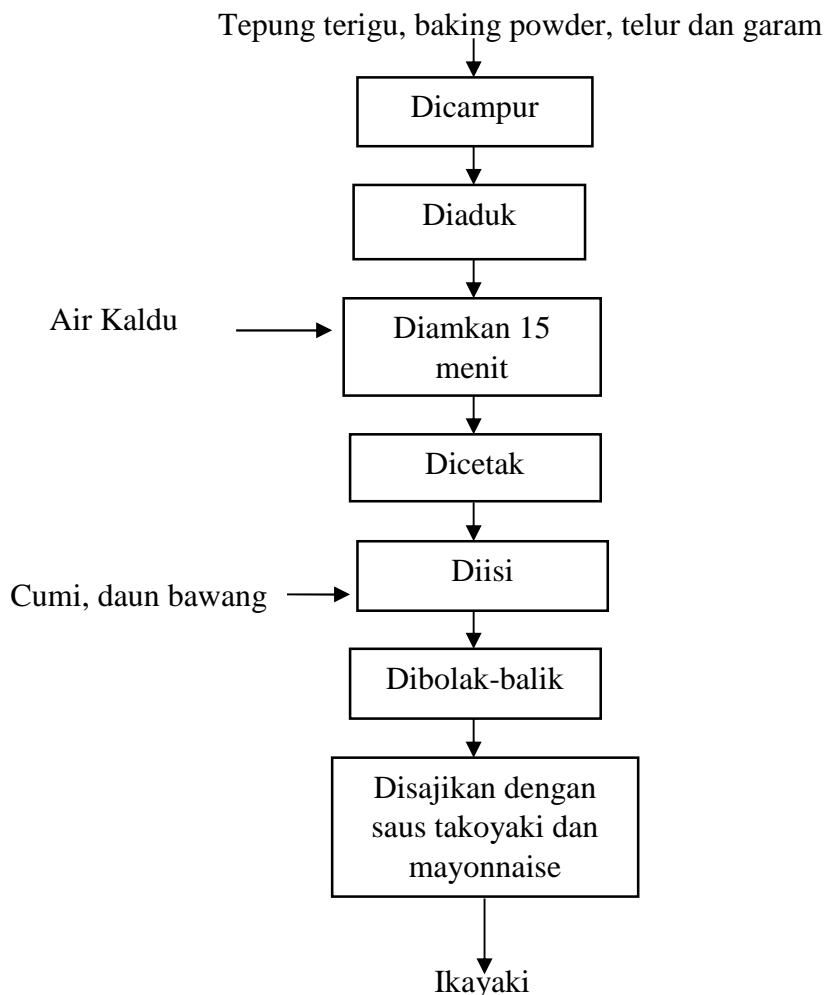 Tepung terigu, baking powder, telur dan garam
Dicampur
Diaduk
Air Kaldu
Diamkan 15
menit
Dicetak
Diisi
Cumi, daun bawang
Dibolak-balik
Disajikan dengan
saus takoyaki dan
mayonnaise
Ikayaki